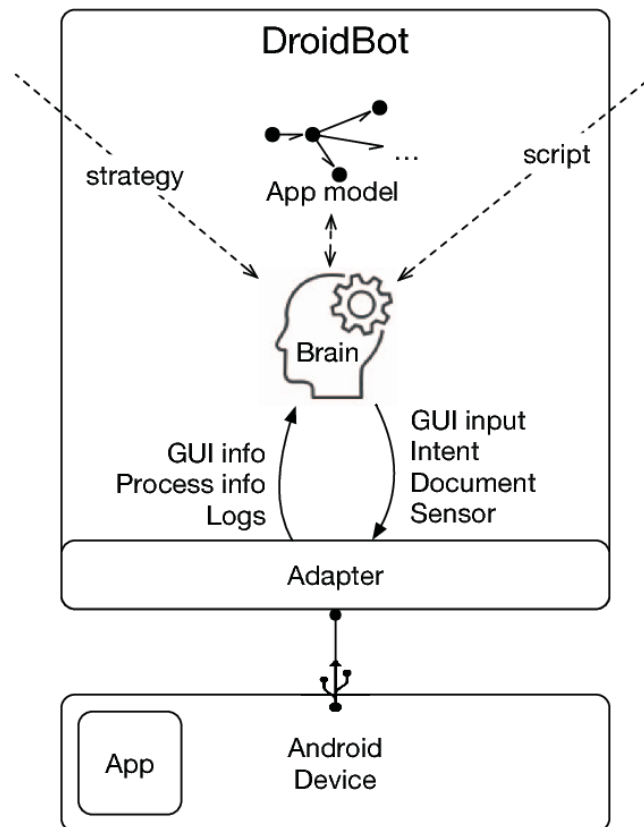 DroidBot
strategy
script
...
App model
Brain
GUI info
Process info
Logs
GUI input
Intent
Document
Sensor
Adapter
App
Android
Device